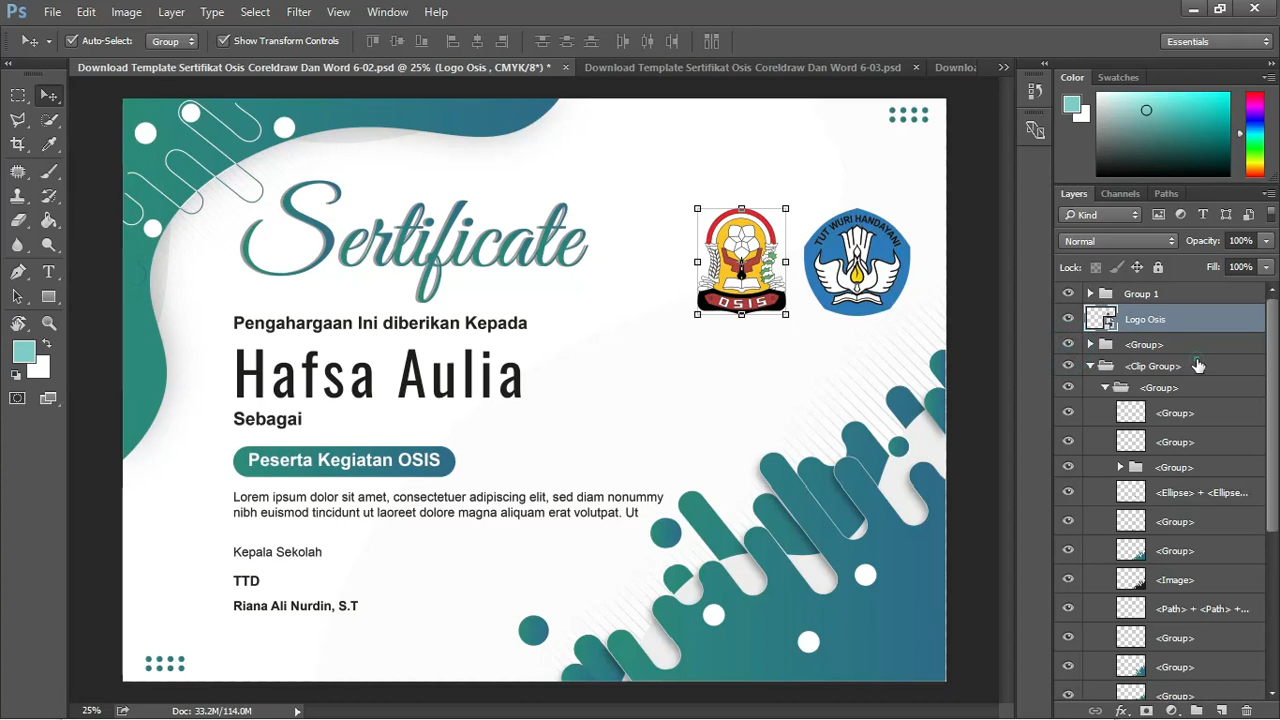 Ps File Edit Image Layer Type Select Filter View Window Help
Auto-Select: Group Show Transform Controls Essentials
Download Template Sertifikat Osis Coreldraw Dan Word 6-02.psd @ 25% (Logo Osis , CMYK/8*) * Download Template Sertifikat Osis Coreldraw Dan Word 6-03.psd
Color Swatches
Sertificate
TUT WURI HANDAYANI
OSIS
Pengahargaan Ini diberikan Kepada
Hafsa Aulia
Sebagai
Peserta Kegiatan OSIS
Lorem ipsum dolor sit amet, consectetuer adipiscing elit, sed diam nonummy
nibh euismod tincidunt ut laoreet dolore magna aliquam erat volutpat. Ut
Kepala Sekolah
TTD
Riana Ali Nurdin, S.T
Layers Channels Paths
Kind
Normal Opacity: 100%
Lock: Fill: 100%
Group 1
Logo Osis
<Group>
<Clip Group>
<Group>
<Group>
<Group>
<Group>
<Ellipse> + <Ellipse...
<Group>
<Group>
<Image>
<Path> + <Path> +...
<Group>
<Group>
<Group>
25% Doc: 33.2M/114.0M